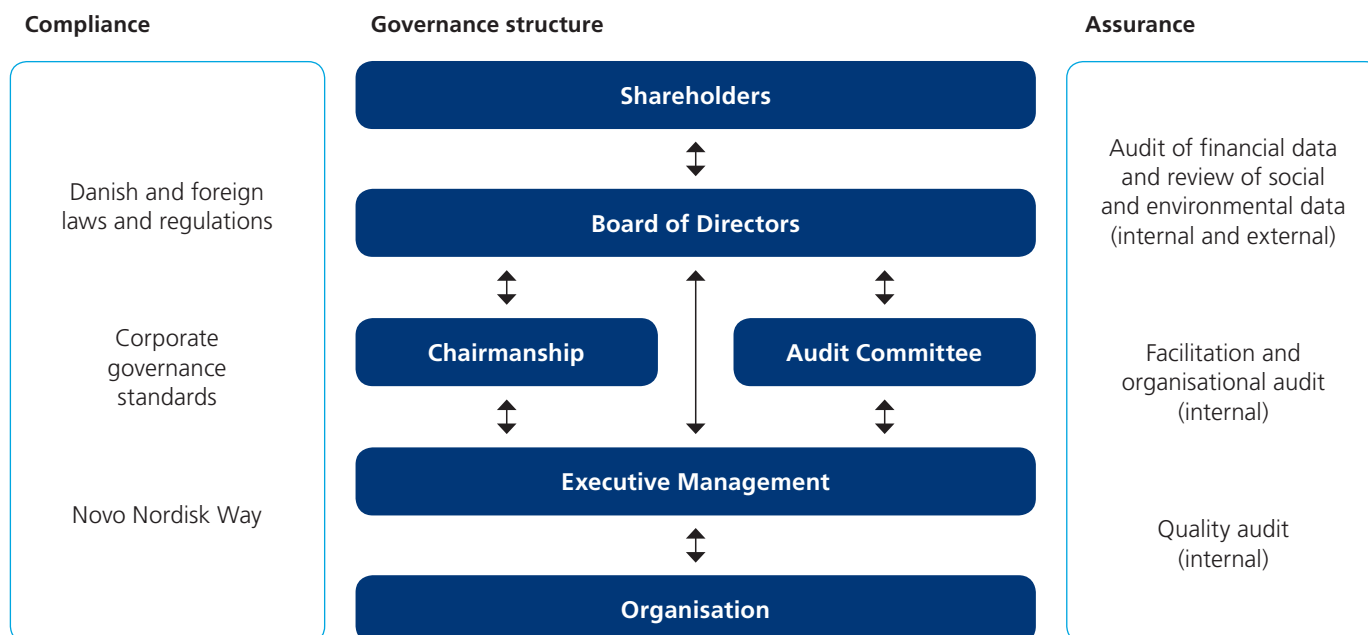 Compliance
Danish and foreign
laws and regulations
Corporate
governance
standards
Novo Nordisk Way
Governance structure
Shareholders
Board of Directors
Chairmanship
Audit Committee
Executive Management
Organisation
Assurance
Audit of financial data
and review of social
and environmental data
(internal and external)
Facilitation and
organisational audit
(internal)
Quality audit
(internal)